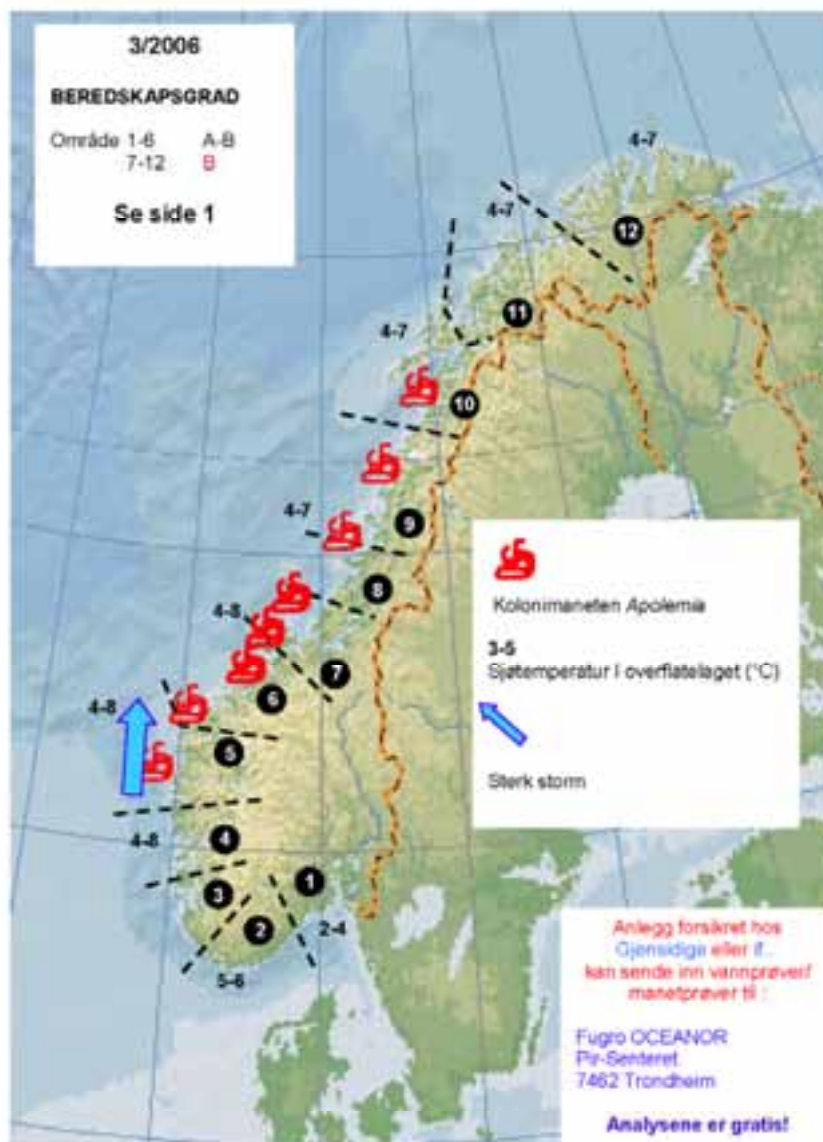 3/2006
BEREDSKAPSGRAD
Område 1-6 A-B
7-12 B
Se side 1
4-7
4-7
12
11
4-7
10
4-7
9
8
4-8
7
6
4-8
5
4-8
4
3
1
2
2-4
5-6
Kolonimaneten Apolemia
3-5
Sjøtemperatur I overflatelaget (°C)
Sterk storm
Anlegg forsikret hos
Gjensidige eller If..
kan sende inn vannprøver/
manetprøver til :
Fugro OCEANOR
Pir-Senteret
7462 Trondheim
Analysene er gratis!